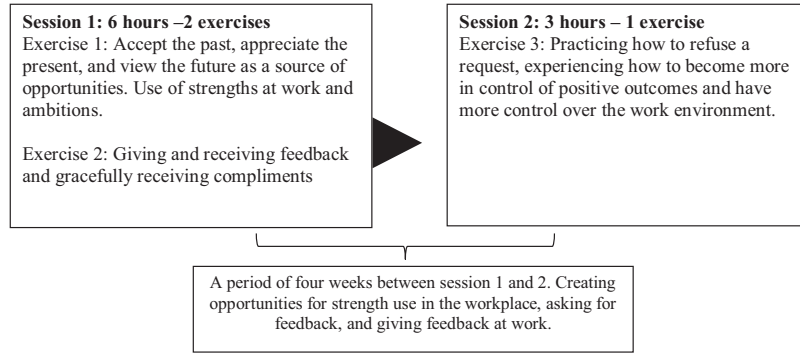 Session 1: 6 hours –2 exercises
Exercise 1: Accept the past, appreciate the
present, and view the future as a source of
opportunities. Use of strengths at work and
ambitions.
Exercise 2: Giving and receiving feedback
and gracefully receiving compliments
Session 2: 3 hours – 1 exercise
Exercise 3: Practicing how to refuse a
request, experiencing how to become more
in control of positive outcomes and have
more control over the work environment.
A period of four weeks between session 1 and 2. Creating
opportunities for strength use in the workplace, asking for
feedback, and giving feedback at work.